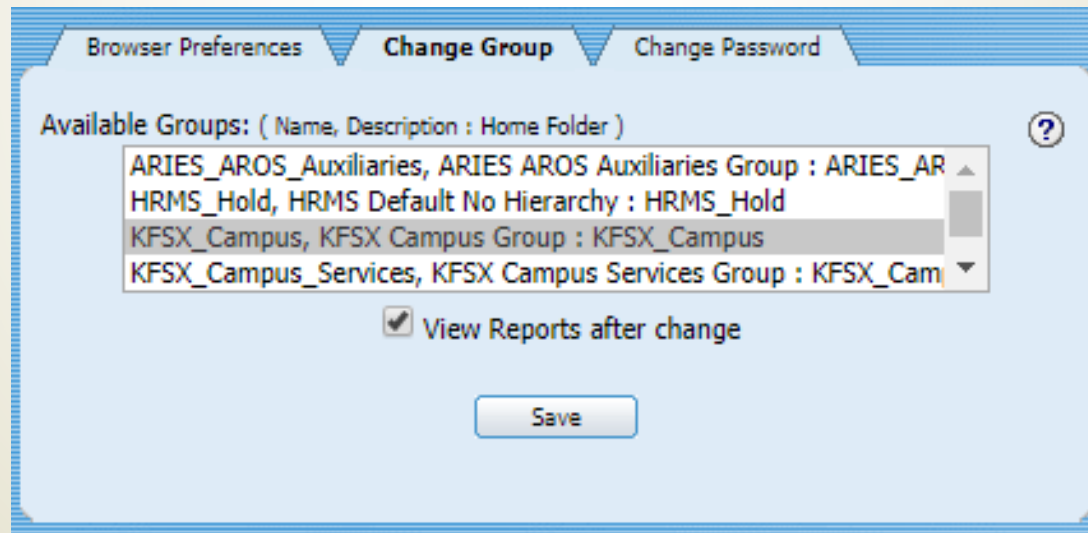 Browser Preferences Change Group Change Password
Available Groups: ( Name, Description : Home Folder )
?
ARIES_AROS_Auxiliaries, ARIES AROS Auxiliaries Group : ARIES_AR
HRMS_Hold, HRMS Default No Hierarchy : HRMS_Hold
KFSX_Campus, KFSX Campus Group : KFSX_Campus
KFSX_Campus_Services, KFSX Campus Services Group : KFSX_Cam
View Reports after change
Save